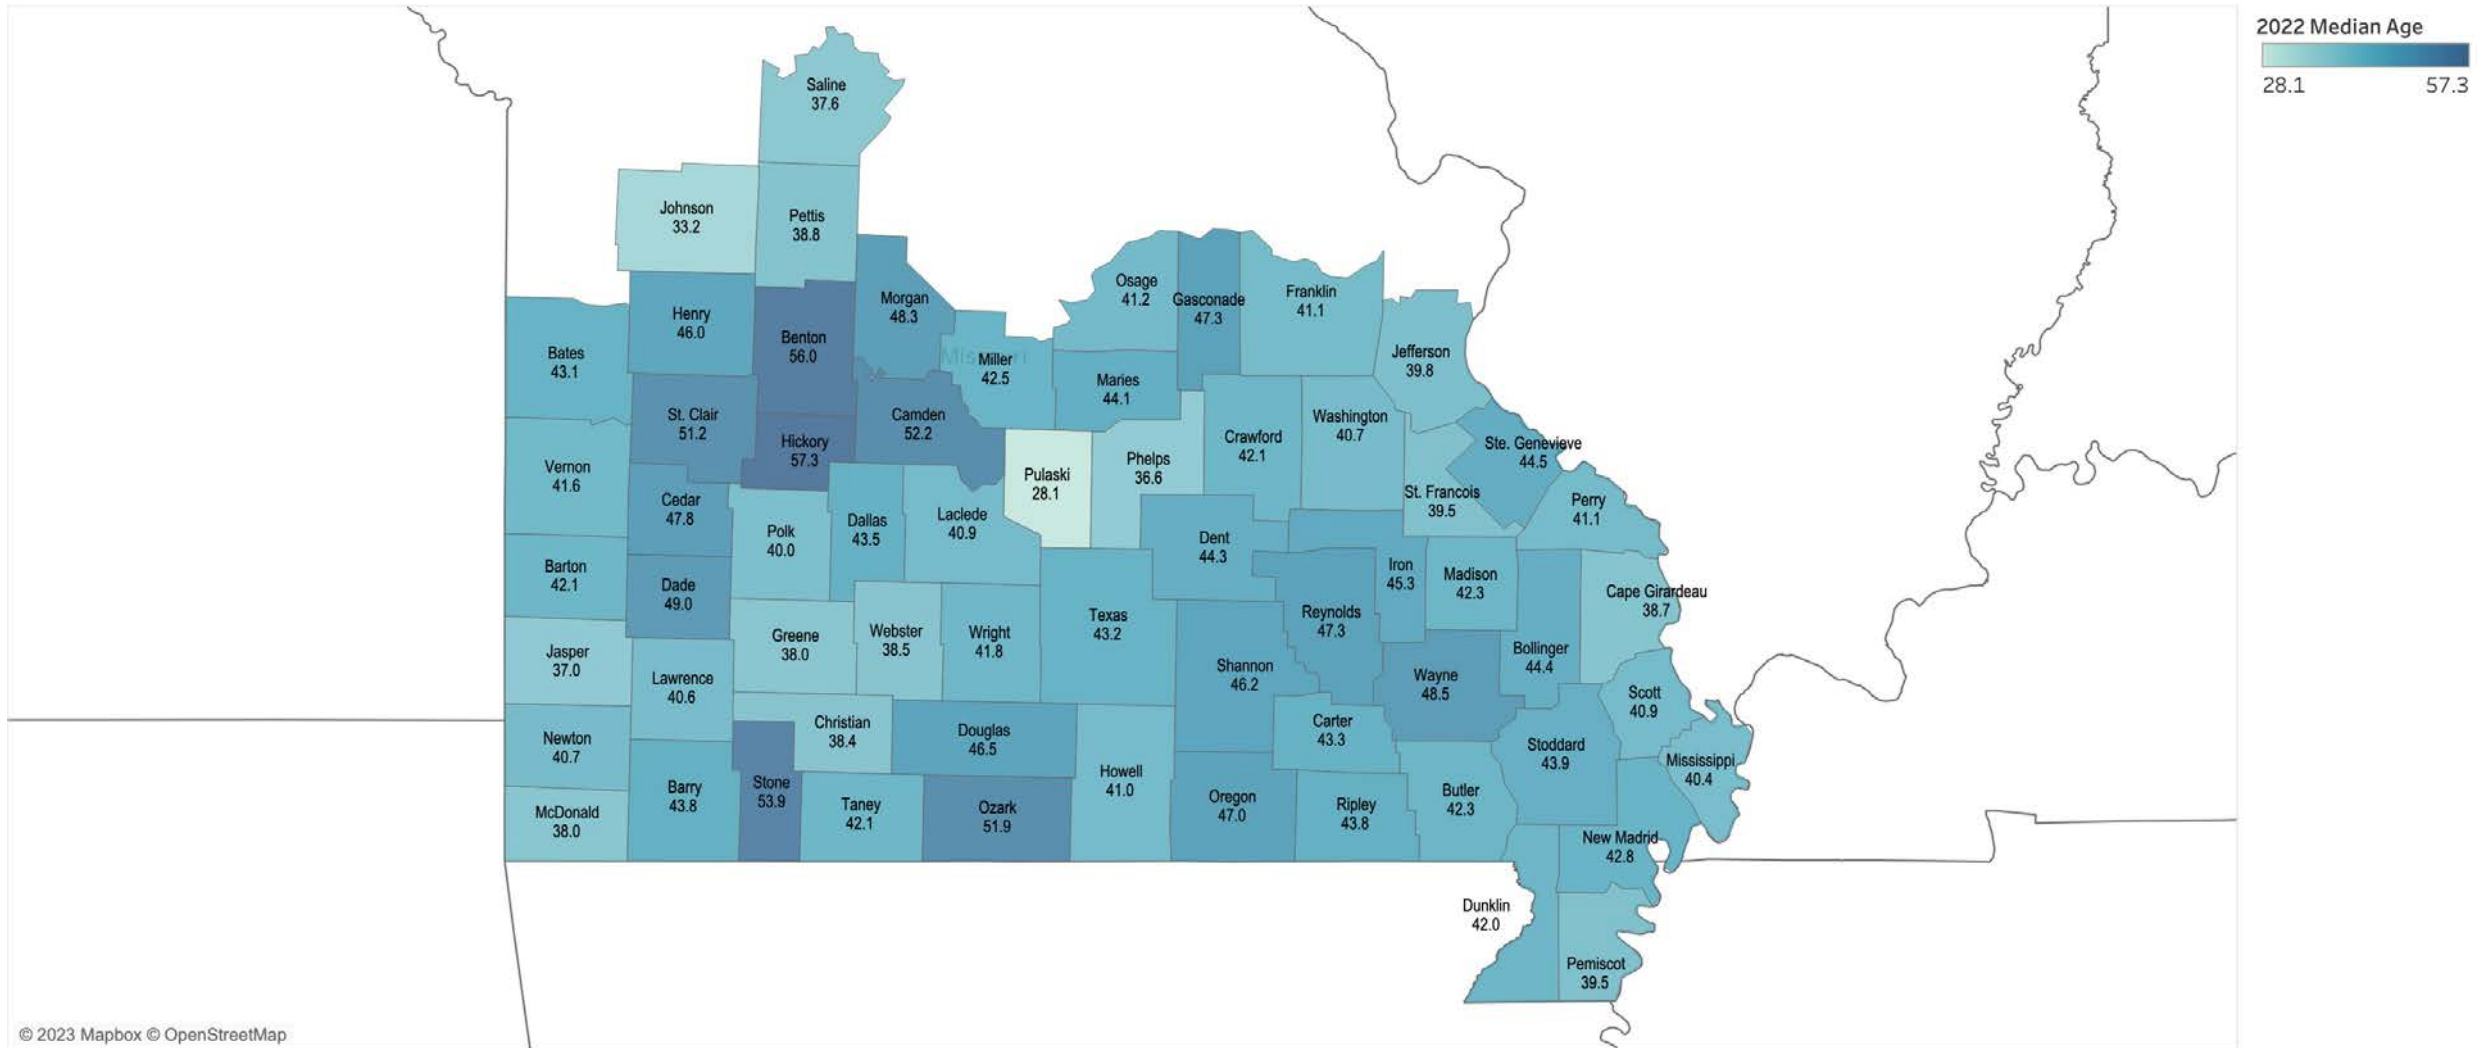 2022 Median Age
28.1 57.3
Saline
37.6
Johnson
33.2
Pettis
38.8
Morgan
48.3
Osage
41.2
Gasconade
47.3
Franklin
41.1
Henry
46.0
Benton
56.0
Bates
43.1
Missouri
Miller
42.5
Maries
44.1
Jefferson
39.8
St. Clair
51.2
Hickory
57.3
Camden
52.2
Washington
40.7
Crawford
42.1
Ste. Genevieve
44.5
Vernon
41.6
Pulaski
28.1
Phelps
36.6
St. Francois
39.5
Perry
41.1
Cedar
47.8
Polk
40.0
Dallas
43.5
Laclede
40.9
Dent
44.3
Barton
42.1
Dade
49.0
Iron
45.3
Madison
42.3
Cape Girardeau
38.7
Jasper
37.0
Lawrence
40.6
Greene
38.0
Webster
38.5
Wright
41.8
Texas
43.2
Reynolds
47.3
Shannon
46.2
Wayne
48.5
Bollinger
44.4
Scott
40.9
Newton
40.7
Christian
38.4
Douglas
46.5
Carter
43.3
Stoddard
43.9
Mississippi
40.4
McDonald
38.0
Barry
43.8
Stone
53.9
Taney
42.1
Ozark
51.9
Howell
41.0
Oregon
47.0
Ripley
43.8
Butler
42.3
New Madrid
42.8
Dunklin
42.0
Pemiscot
39.5
© 2023 Mapbox © OpenStreetMap